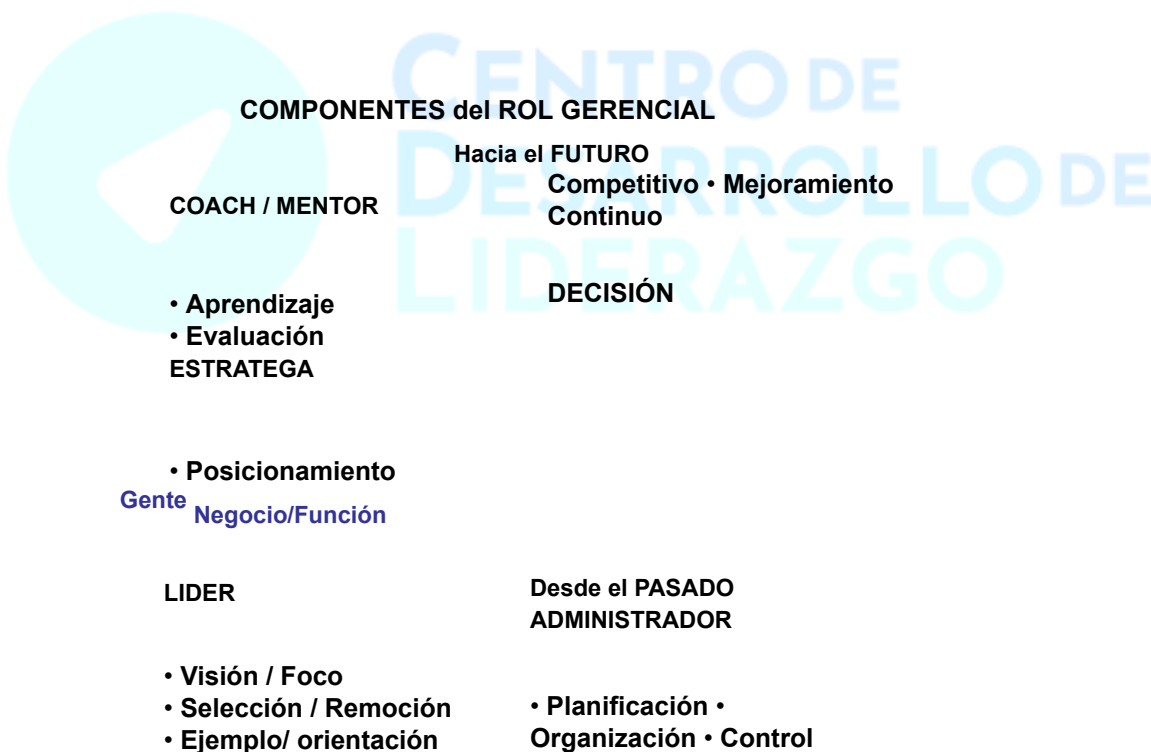 CENTRO DE
DESARROLLO DE
LIDERAZGO
COMPONENTES del ROL GERENCIAL
Hacia el FUTURO
COACH / MENTOR
Competitivo • Mejoramiento
Continuo
DECISIÓN
• Aprendizaje
• Evaluación
ESTRATEGA
• Posicionamiento
Gente
Negocio/Función
LIDER
Desde el PASADO
ADMINISTRADOR
• Visión / Foco
• Selección / Remoción
• Ejemplo/ orientación
• Planificación •
Organización • Control